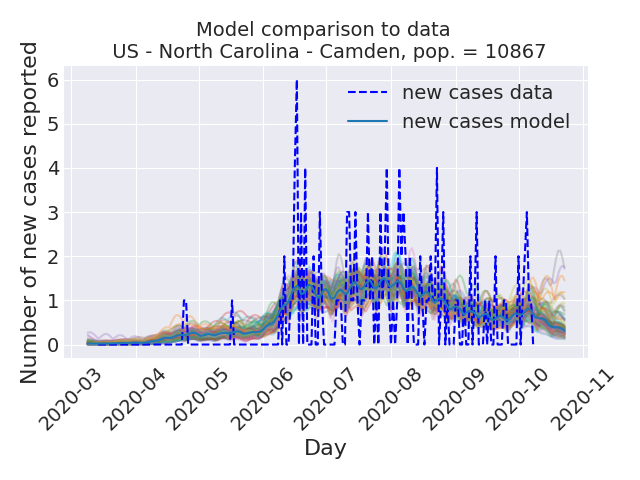 Model comparison to data
US - North Carolina - Camden, pop. = 10867
Number of new cases reported
6
5
4
3
2
1
0
new cases data
new cases model
2020-03
2020-04
2020-05
2020-06
2020-07
2020-08
2020-09
2020-10
2020-11
Day